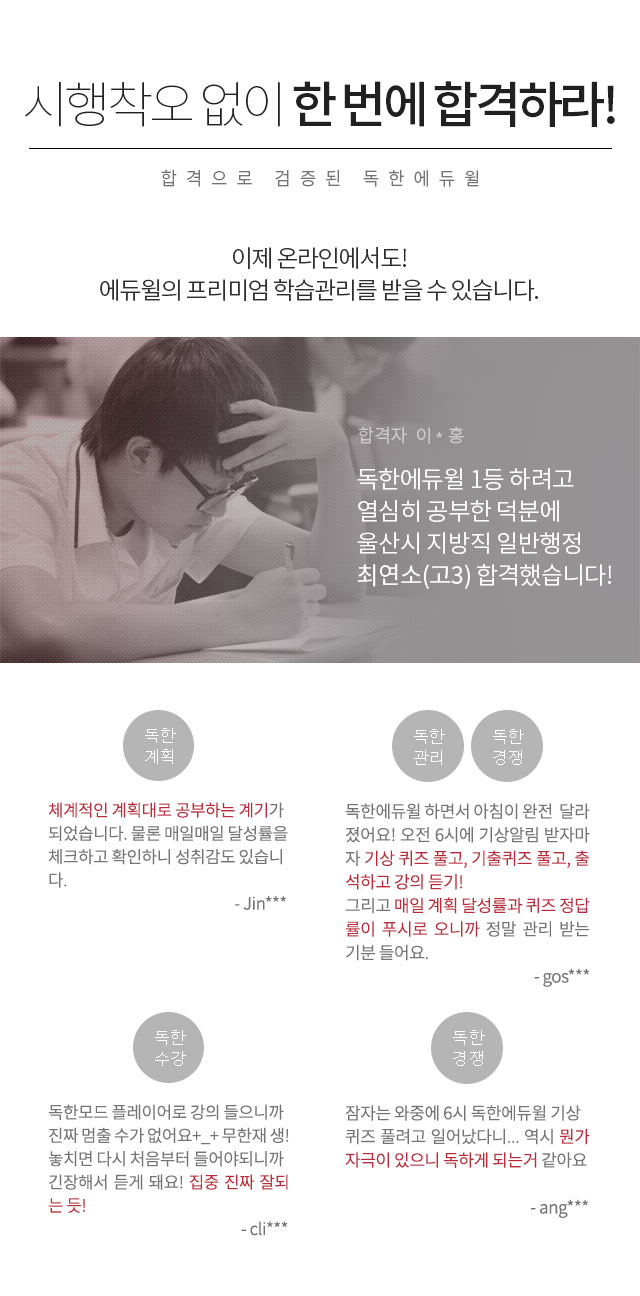 시행착오 없이 한 번에 합격하라!
합격으로 검증된 독한에듀윌
이제 온라인에서도!
에듀윌의 프리미엄 학습관리를 받을 수 있습니다.
합격자 이*홍
독한에듀윌 1등 하려고
열심히 공부한 덕분에
울산시 지방직 일반행정
최연소(고3) 합격했습니다!
독한
계획
체계적인 계획대로 공부하는 계기가
되었습니다. 물론 매일매일 달성률을
체크하고 확인하니 성취감도 있습니
다.
- Jin***
독한
관리
독한
경쟁
독한에듀윌 하면서 아침이 완전 달라
졌어요! 오전 6시에 기상알림 받자마
자 기상 퀴즈 풀고, 기출퀴즈 풀고, 출
석하고 강의 듣기!
그리고 매일 계획 달성률과 퀴즈 정답
률이 푸시로 오니까 정말 관리 받는
기분 들어요.
- gos***
독한
수강
독한모드 플레이어로 강의 들으니까
진짜 멈출 수가 없어요+_+ 무한재 생!
놓치면 다시 처음부터 들어야되니까
긴장해서 듣게 돼요! 집중 진짜 잘되
는 듯!
- cli***
독한
경쟁
잠자는 와중에 6시 독한에듀윌 기상
퀴즈 풀려고 일어났다니... 역시 뭔가
자극이 있으니 독하게 되는거 같아요
- ang***